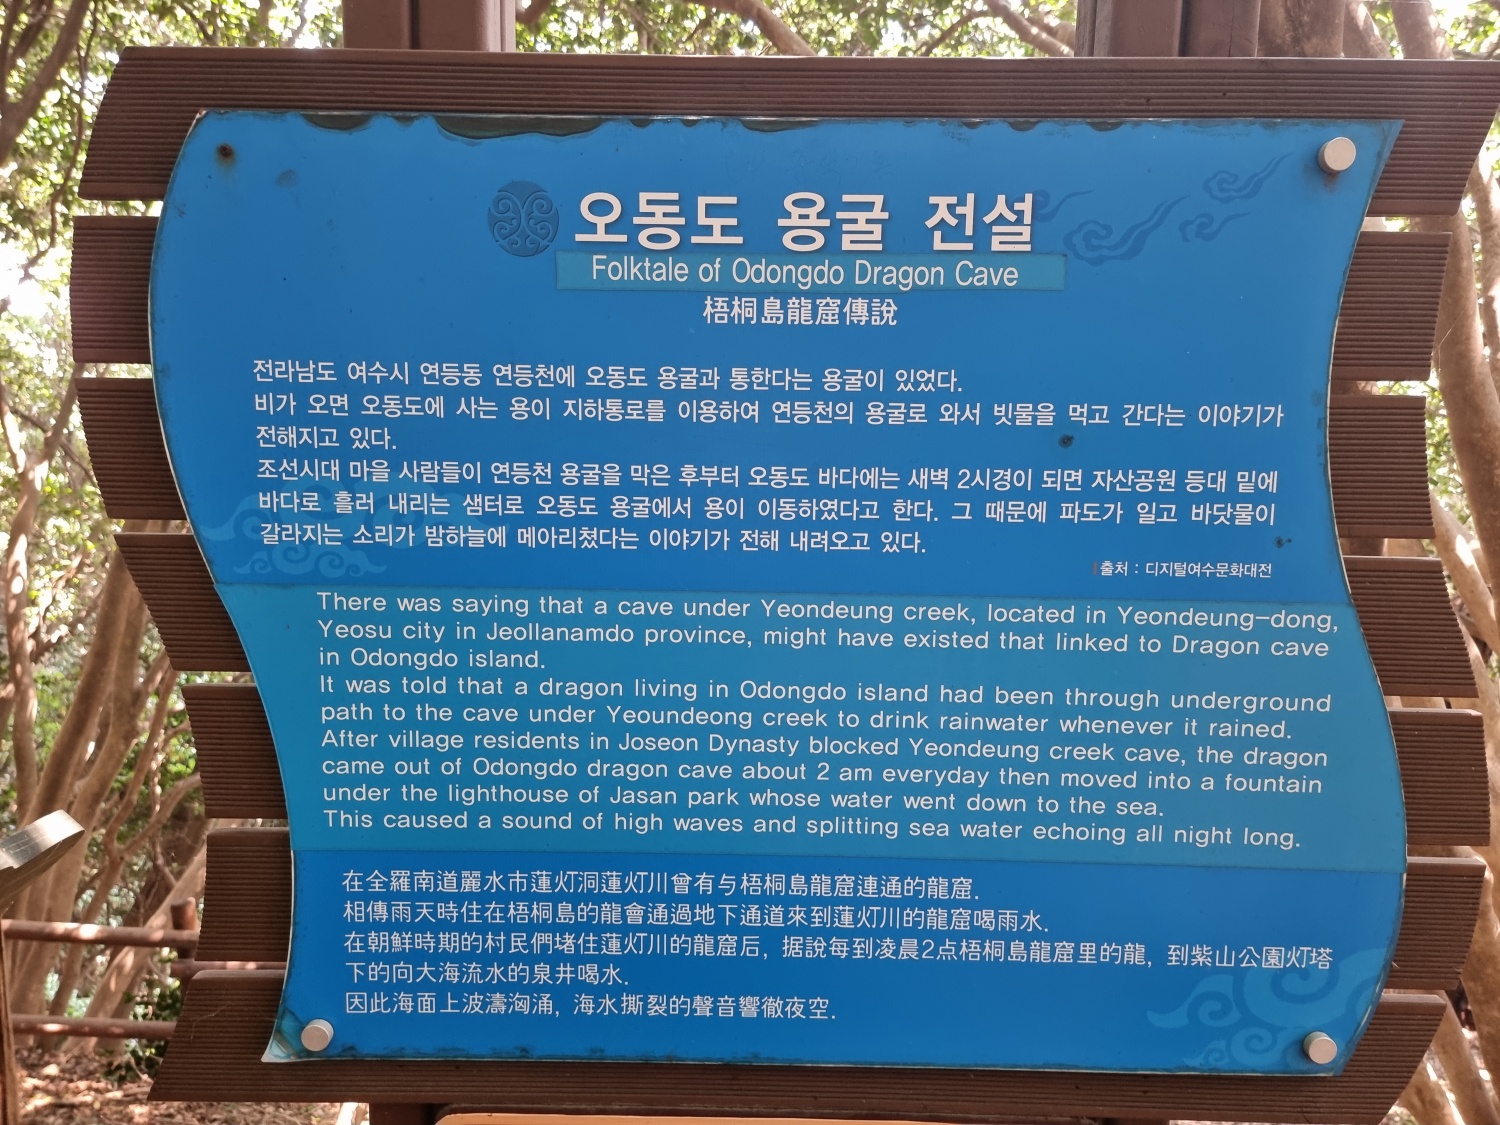 오동도 용굴 전설
Folktale of Odongdo Dragon Cave
梧桐島龍窟傳說
전라남도 여수시 연등동 연등천에 오동도 용굴과 통한다는 용굴이 있었다.
비가 오면 오동도에 사는 용이 지하통로를 이용하여 연등천의 용굴로 와서 빗물을 먹고 간다는 이야기가
전해지고 있다.
조선시대 마을 사람들이 연등천 용굴을 막은 후부터 오동도 바다에는 새벽 2시경이 되면 자산공원 등대 밑에
바다로 흘러 내리는 샘터로 오동도 용굴에서 용이 이동하였다고 한다. 그 때문에 파도가 일고 바닷물이
갈라지는 소리가 밤하늘에 메아리쳤다는 이야기가 전해 내려오고 있다.
출처 : 디지털여수문화대전
There was saying that a cave under Yeondeung creek, located in Yeondeung-dong,
Yeosu city in Jeollanamdo province, might have existed that linked to Dragon cave
in Odongdo island.
It was told that a dragon living in Odongdo island had been through underground
path to the cave under Yeoundeong creek to drink rainwater whenever it rained.
After village residents in Joseon Dynasty blocked Yeondeung creek cave, the dragon
came out of Odongdo dragon cave about 2 am everyday then moved into a fountain
under the lighthouse of Jasan park whose water went down to the sea.
This caused a sound of high waves and splitting sea water echoing all night long.
在全羅南道麗水市蓮灯洞蓮灯川曾有与梧桐島龍窟連通的龍窟.
相傳雨天時住在梧桐島的龍會通過地下通道來到蓮灯川的龍窟喝雨水.
在朝鮮時期的村民們堵住蓮灯川的龍窟后, 据說每到凌晨2点梧桐島龍窟里的龍, 到紫山公園灯塔
下的向大海流水的泉井喝水.
因此海面上波濤洶涌, 海水撕裂的聲音響徹夜空.